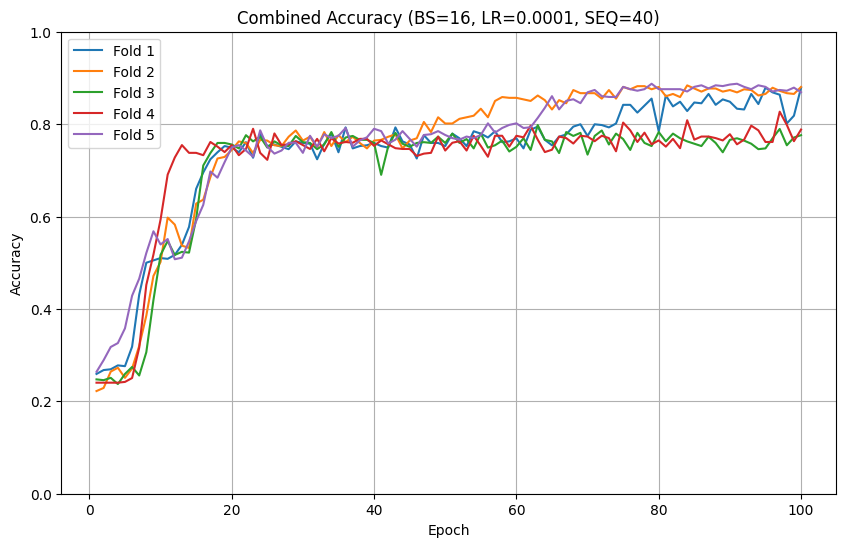 Combined Accuracy (BS=16, LR=0.0001, SEQ=40)
1.0
Fold 1
Fold 2
Fold 3
Fold 4
Fold 5
0.8
0.6
Accuracy
0.4
0.2
0.0
0 20 40 60 80 100
Epoch